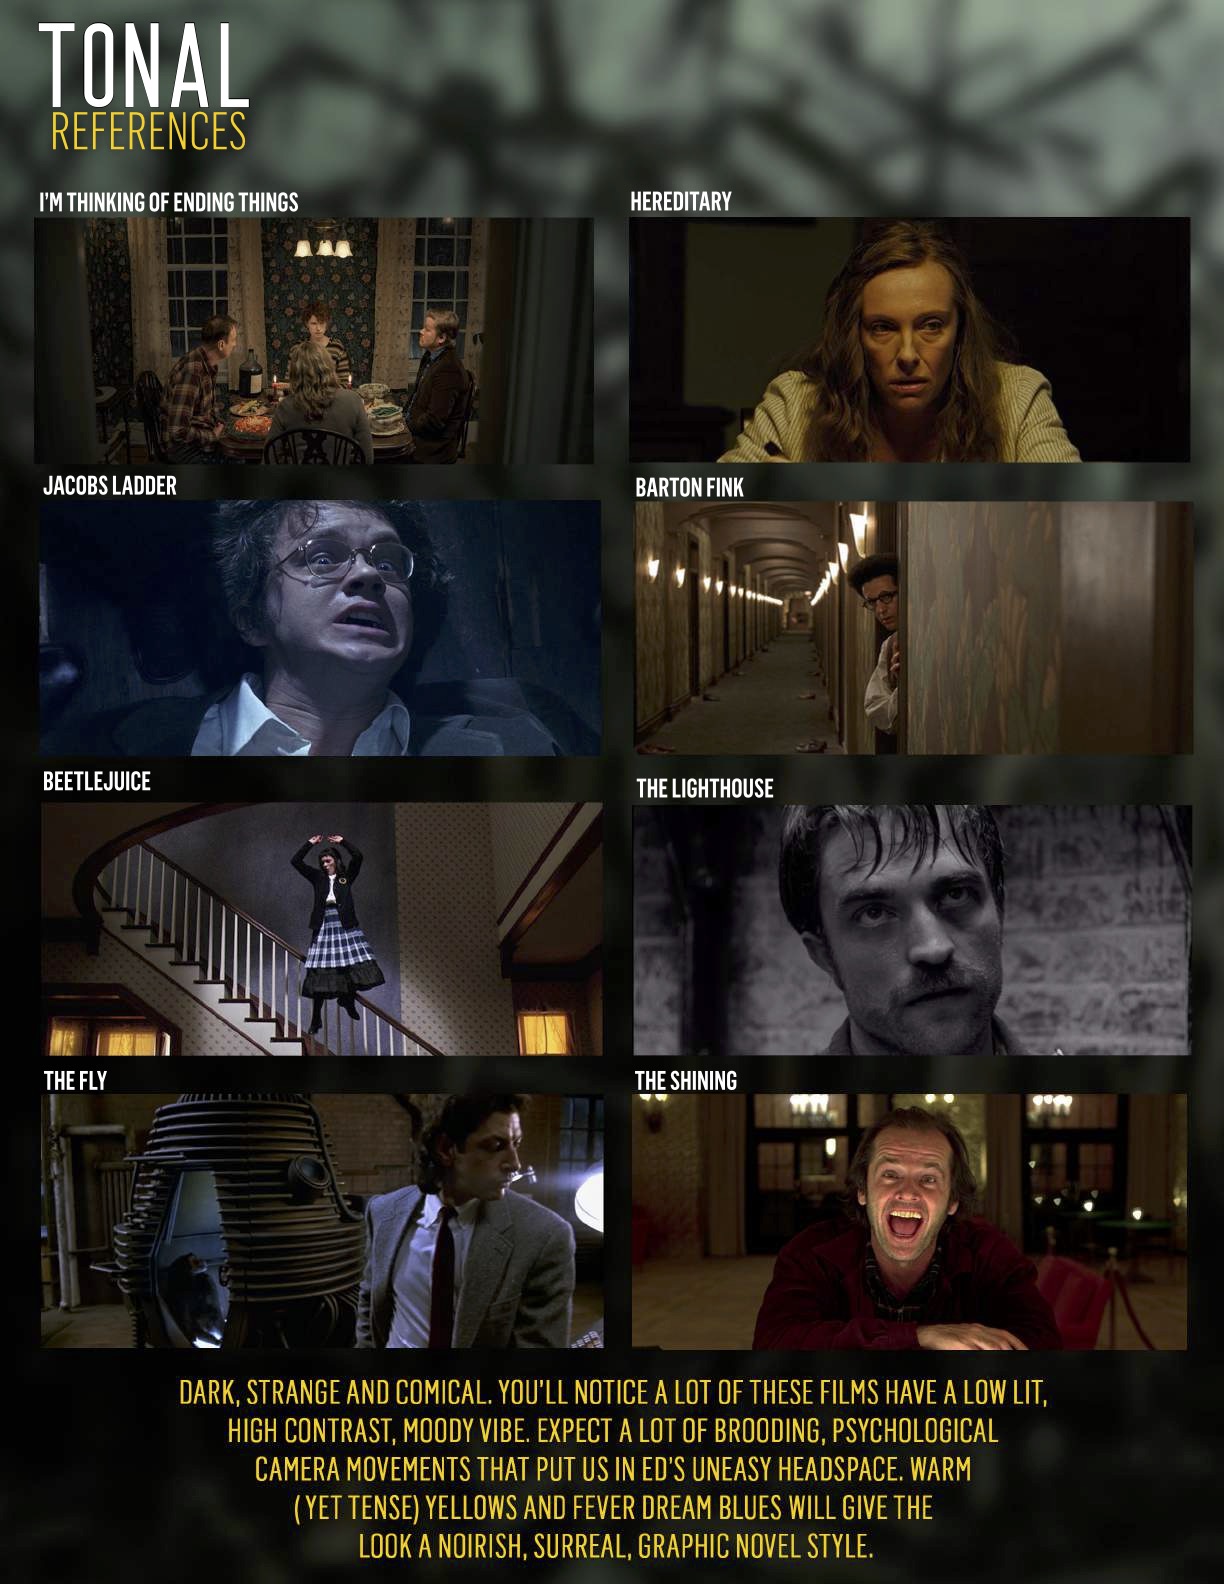 TONAL
REFERENCES
I'M THINKING OF ENDING THINGS
HEREDITARY
JACOBS LADDER
BARTON FINK
BEETLEJUICE
THE LIGHTHOUSE
THE FLY
THE SHINING
DARK, STRANGE AND COMICAL. YOU'LL NOTICE A LOT OF THESE FILMS HAVE A LOW LIT,
HIGH CONTRAST, MOODY VIBE. EXPECT A LOT OF BROODING, PSYCHOLOGICAL
CAMERA MOVEMENTS THAT PUT US IN ED'S UNEASY HEADSPACE. WARM
( YET TENSE) YELLOWS AND FEVER DREAM BLUES WILL GIVE THE
LOOK A NOIRISH, SURREAL, GRAPHIC NOVEL STYLE.